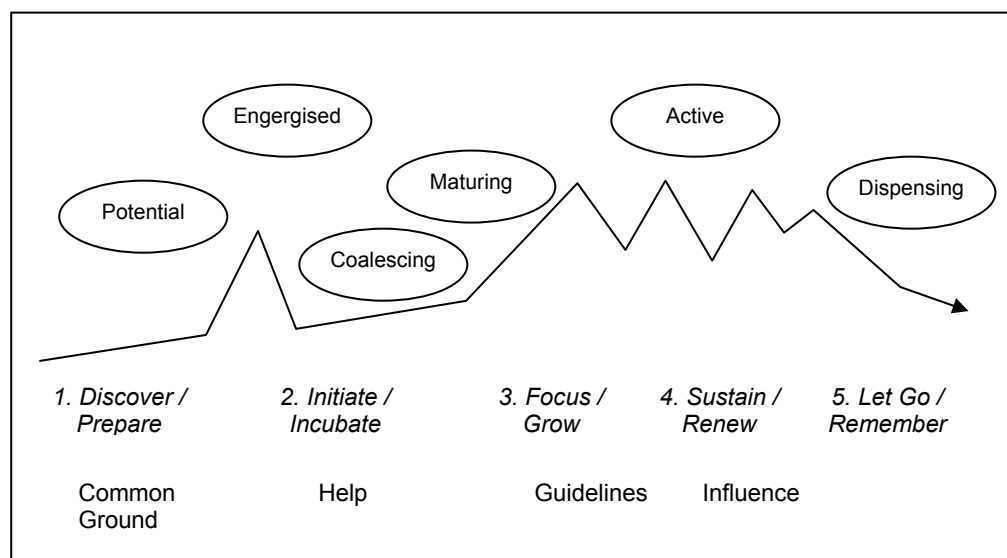 Engergised
Active
Maturing
Dispensing
Potential
Coalescing
1. Discover /
Prepare
2. Initiate /
Incubate
3. Focus /
Grow
4. Sustain /
Renew
5. Let Go /
Remember
Common
Ground
Help
Guidelines
Influence